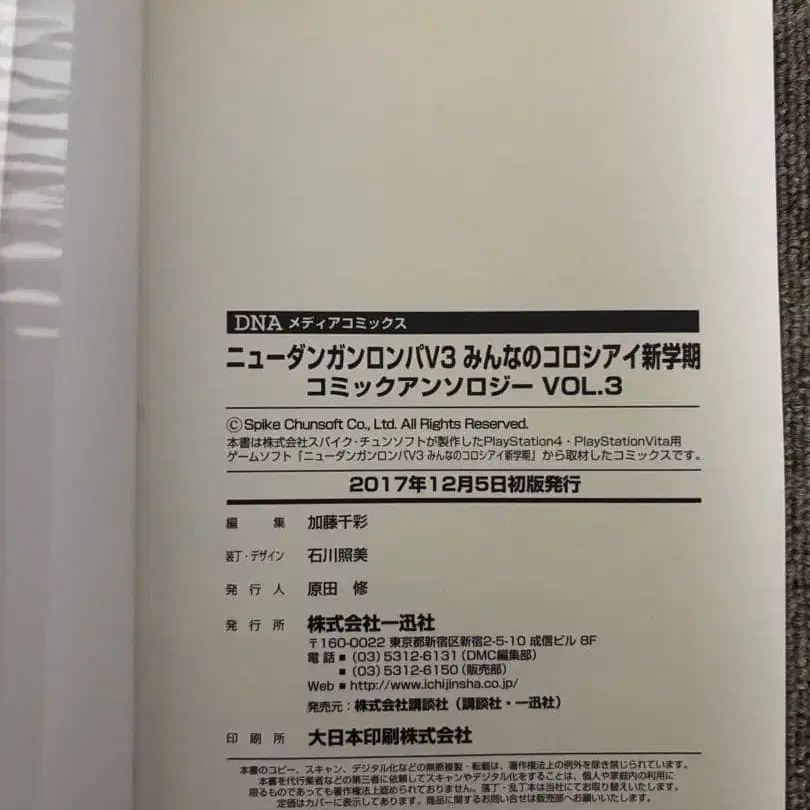 DNA メディアコミックス
ニューダンガンロンパV3 みんなのコロシアイ新学期
コミックアンソロジー VOL.3
©Spike Chunsoft Co., Ltd. All Rights Reserved.
本書は株式会社スパイク・チュンソフトが製作したPlayStation4・PlayStationVita用
ゲームソフト「ニューダンガンロンパV3 みんなのコロシアイ新学期」から取材したコミックスです。
2017年12月5日初版発行
編集 加藤千彩
装丁・デザイン 石川照美
発行人 原田 修
発行所 株式会社一迅社
〒160-0022 東京都新宿区新宿2-5-10 成信ビル 8F
電話 ■ (03) 5312-6131 (DMC編集部)
■ (03) 5312-6150 (販売部)
Web ■ http://www.ichijinsha.co.jp/
発売元：株式会社講談社（講談社・一迅社）
印刷所 大日本印刷株式会社
本書のコピー、スキャン、デジタル化などの無断複製・転載は、著作権法上の例外を除き禁じられています。
本書を代行業者などの第三者に依頼してスキャンやデジタル化をすることは、個人や家庭内の利用に
限るものであっても著作権法上認められておりません。落丁・乱丁本は当社にてお取り替えいたします。
定価はカバーに表示してあります。商品に関するお問い合せは販売部へお願いいたします。